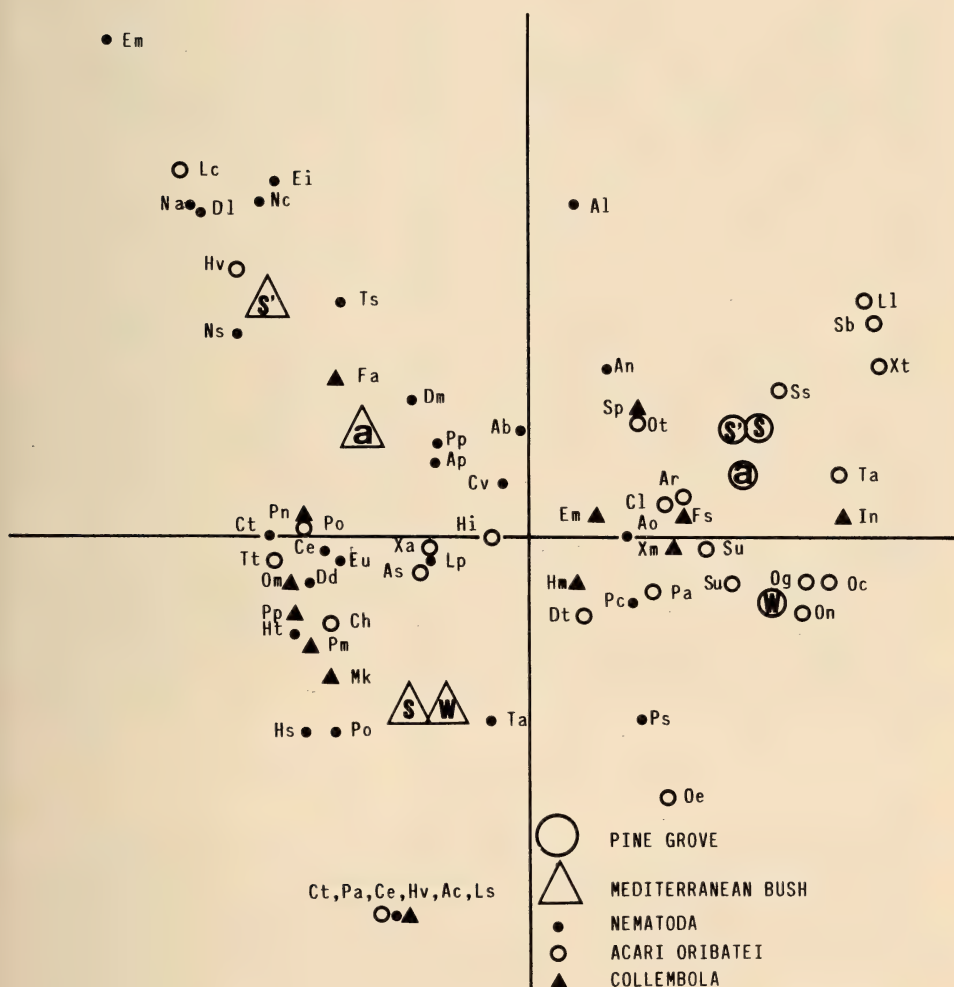 Em
Lc
Ei
Na
Dl
Nc
Al
Hv
S'
Ts
Ll
Sb
Ns
An
Xt
Fa
Dm
Ss
Sp
Ot
Ab
S' S
a
Pp
Ap
a
Ta
Cv
Ar
Cl
Pn
Po
Em
Fs
In
Ct
Hi
Ao
Ce
Xa
Xm
Su
Tt
Eu
As
Lp
Om
Dd
Hm
Pa
Su
Og
Oc
Pc
W
Pp
Ch
Dt
On
Ht
Pm
Mk
S W
Ta
Ps
Hs
Po
Oe
PINE GROVE
Ct,Pa,Ce,Hv,Ac,Ls
MEDITERRANEAN BUSH
NEMATODA
ACARI ORIBATEI
COLLEMBOLA